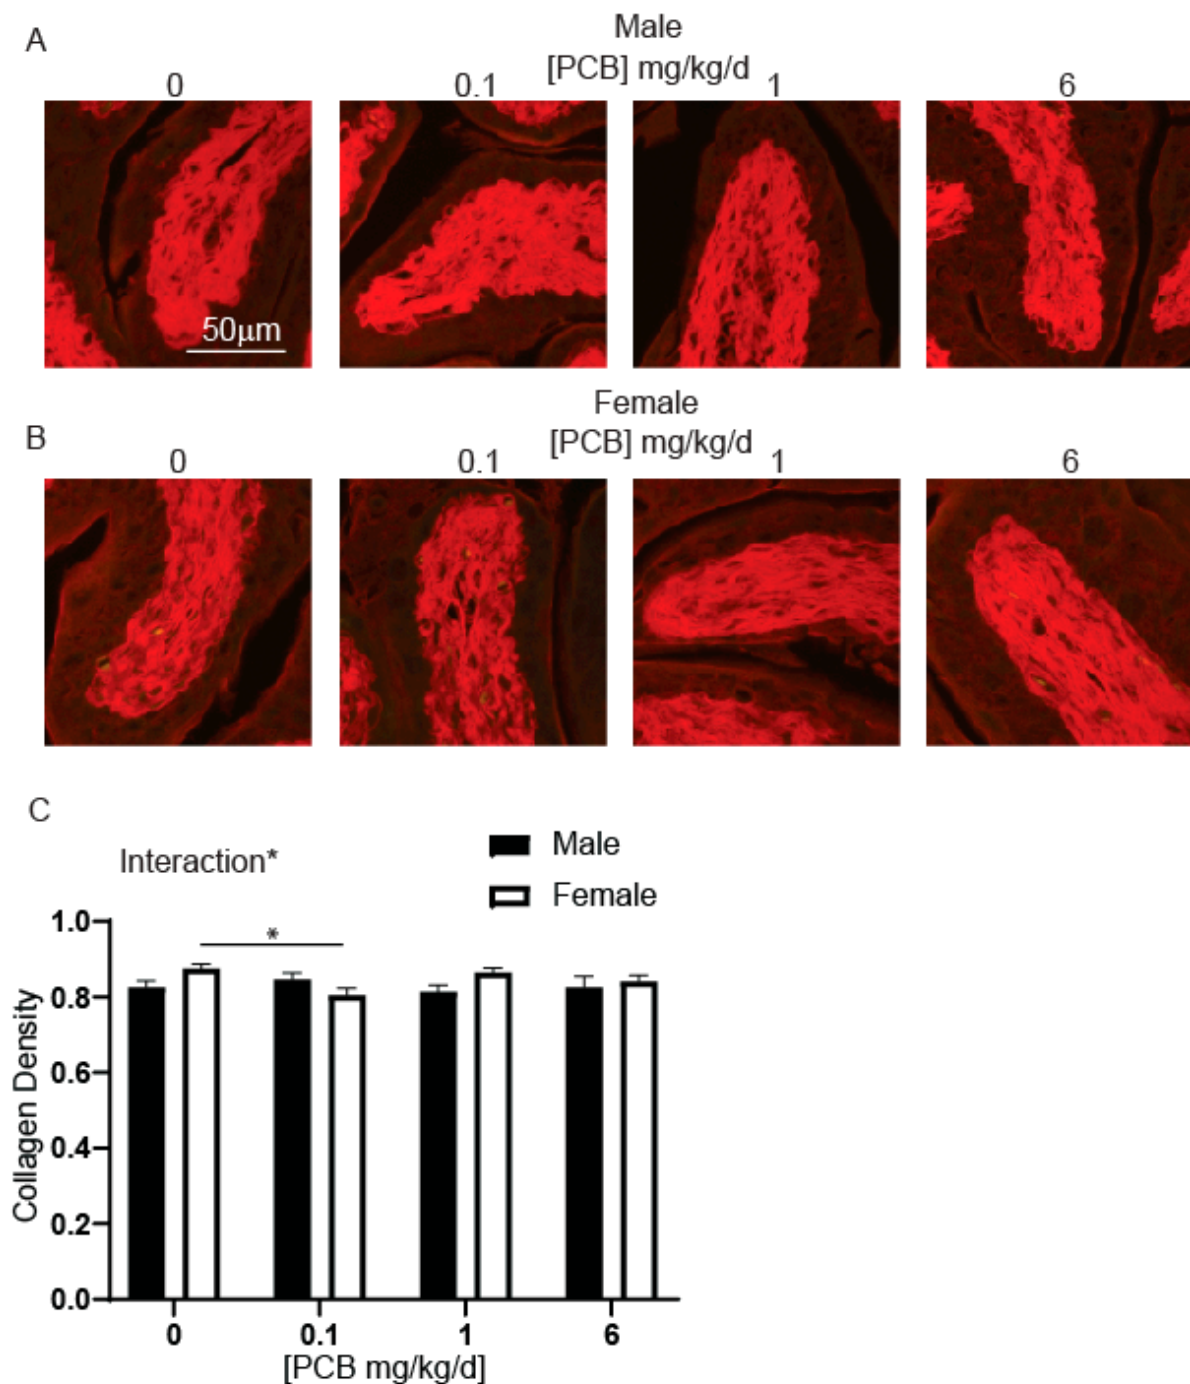 A
Male
[PCB] mg/kg/d
0 0.1 1 6
50μm
B
Female
[PCB] mg/kg/d
0 0.1 1 6
C
Interaction*
Male
Female
*
1.0
0.8
0.6
0.4
0.2
0.0
Collagen Density
0 0.1 1 6
[PCB mg/kg/d]